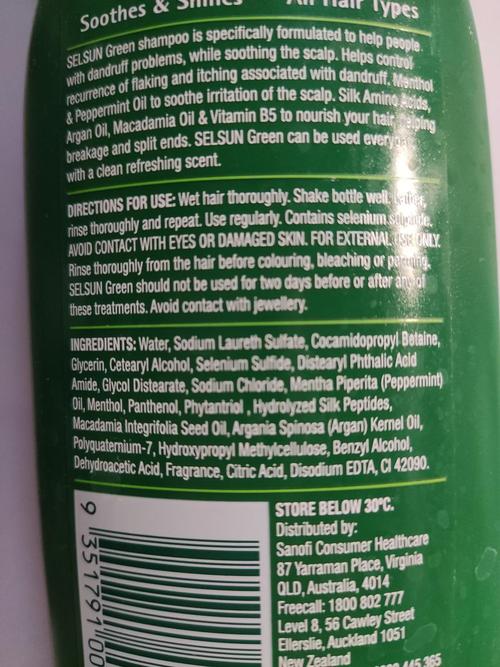 Soothes & Shines All Hair Types
SELSUN Green shampoo is specifically formulated to help people
with dandruff problems, while soothing the scalp. Helps control
recurrence of flaking and itching associated with dandruff. Menthol
& Peppermint Oil to soothe irritation of the scalp. Silk Amino Acids,
Argan Oil, Macadamia Oil & Vitamin B5 to nourish your hair, helping
breakage and split ends. SELSUN Green can be used everyday
with a clean refreshing scent.
DIRECTIONS FOR USE: Wet hair thoroughly. Shake bottle well. Lather,
rinse thoroughly and repeat. Use regularly. Contains selenium sulphide.
AVOID CONTACT WITH EYES OR DAMAGED SKIN. FOR EXTERNAL USE ONLY.
Rinse thoroughly from the hair before colouring, bleaching or perming.
SELSUN Green should not be used for two days before or after any of
these treatments. Avoid contact with jewellery.
INGREDIENTS: Water, Sodium Laureth Sulfate, Cocamidopropyl Betaine,
Glycerin, Cetearyl Alcohol, Selenium Sulfide, Distearyl Phthalic Acid
Amide, Glycol Distearate, Sodium Chloride, Mentha Piperita (Peppermint)
Oil, Menthol, Panthenol, Phytantriol , Hydrolyzed Silk Peptides,
Macadamia Integrifolia Seed Oil, Argania Spinosa (Argan) Kernel Oil,
Polyquaternium-7, Hydroxypropyl Methylcellulose, Benzyl Alcohol,
Dehydroacetic Acid, Fragrance, Citric Acid, Disodium EDTA, CI 42090.
9 351791 00
STORE BELOW 30°C.
Distributed by:
Sanofi Consumer Healthcare
87 Yarraman Place, Virginia
QLD, Australia, 4014
Freecall: 1800 802 777
Level 8, 56 Cawley Street
Ellerslie, Auckland 1051
New Zealand
445 365